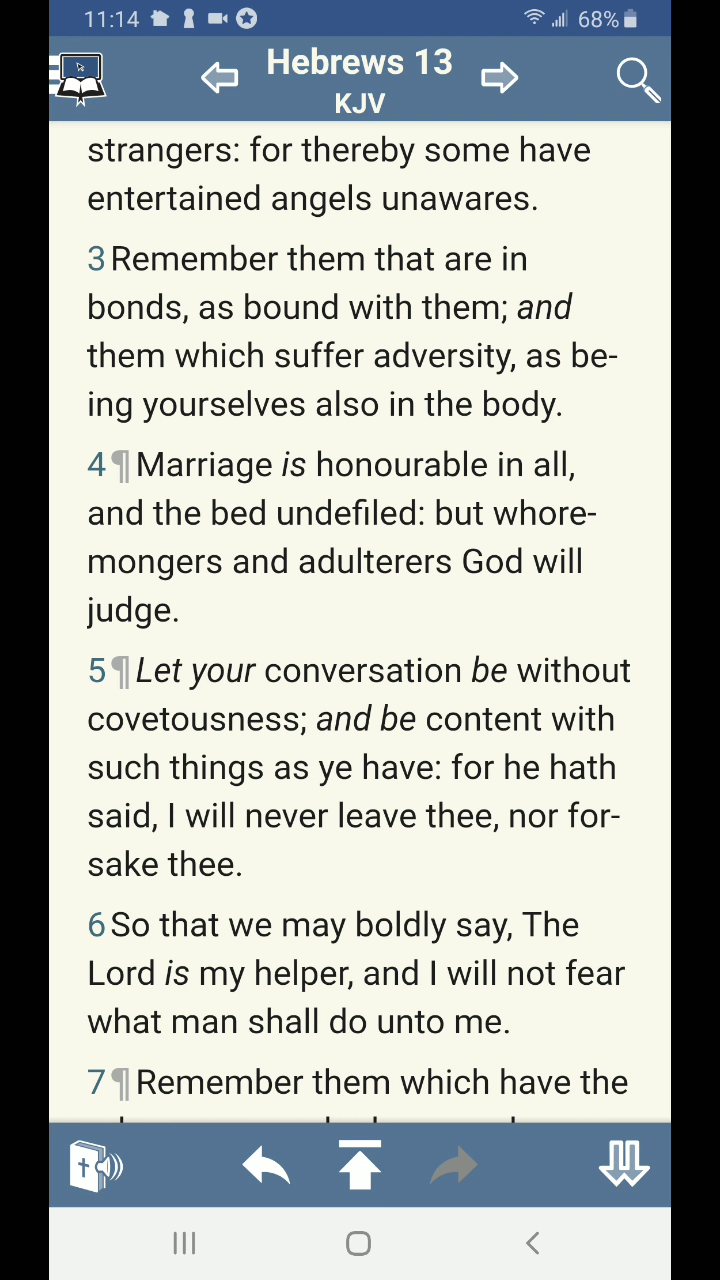 11:14
68%
Hebrews 13
KJV
strangers: for thereby some have
entertained angels unawares.
3 Remember them that are in
bonds, as bound with them; and
them which suffer adversity, as be-
ing yourselves also in the body.
4 ¶ Marriage is honourable in all,
and the bed undefiled: but whore-
mongers and adulterers God will
judge.
5 ¶ Let your conversation be without
covetousness; and be content with
such things as ye have: for he hath
said, I will never leave thee, nor for-
sake thee.
6 So that we may boldly say, The
Lord is my helper, and I will not fear
what man shall do unto me.
7 ¶ Remember them which have the